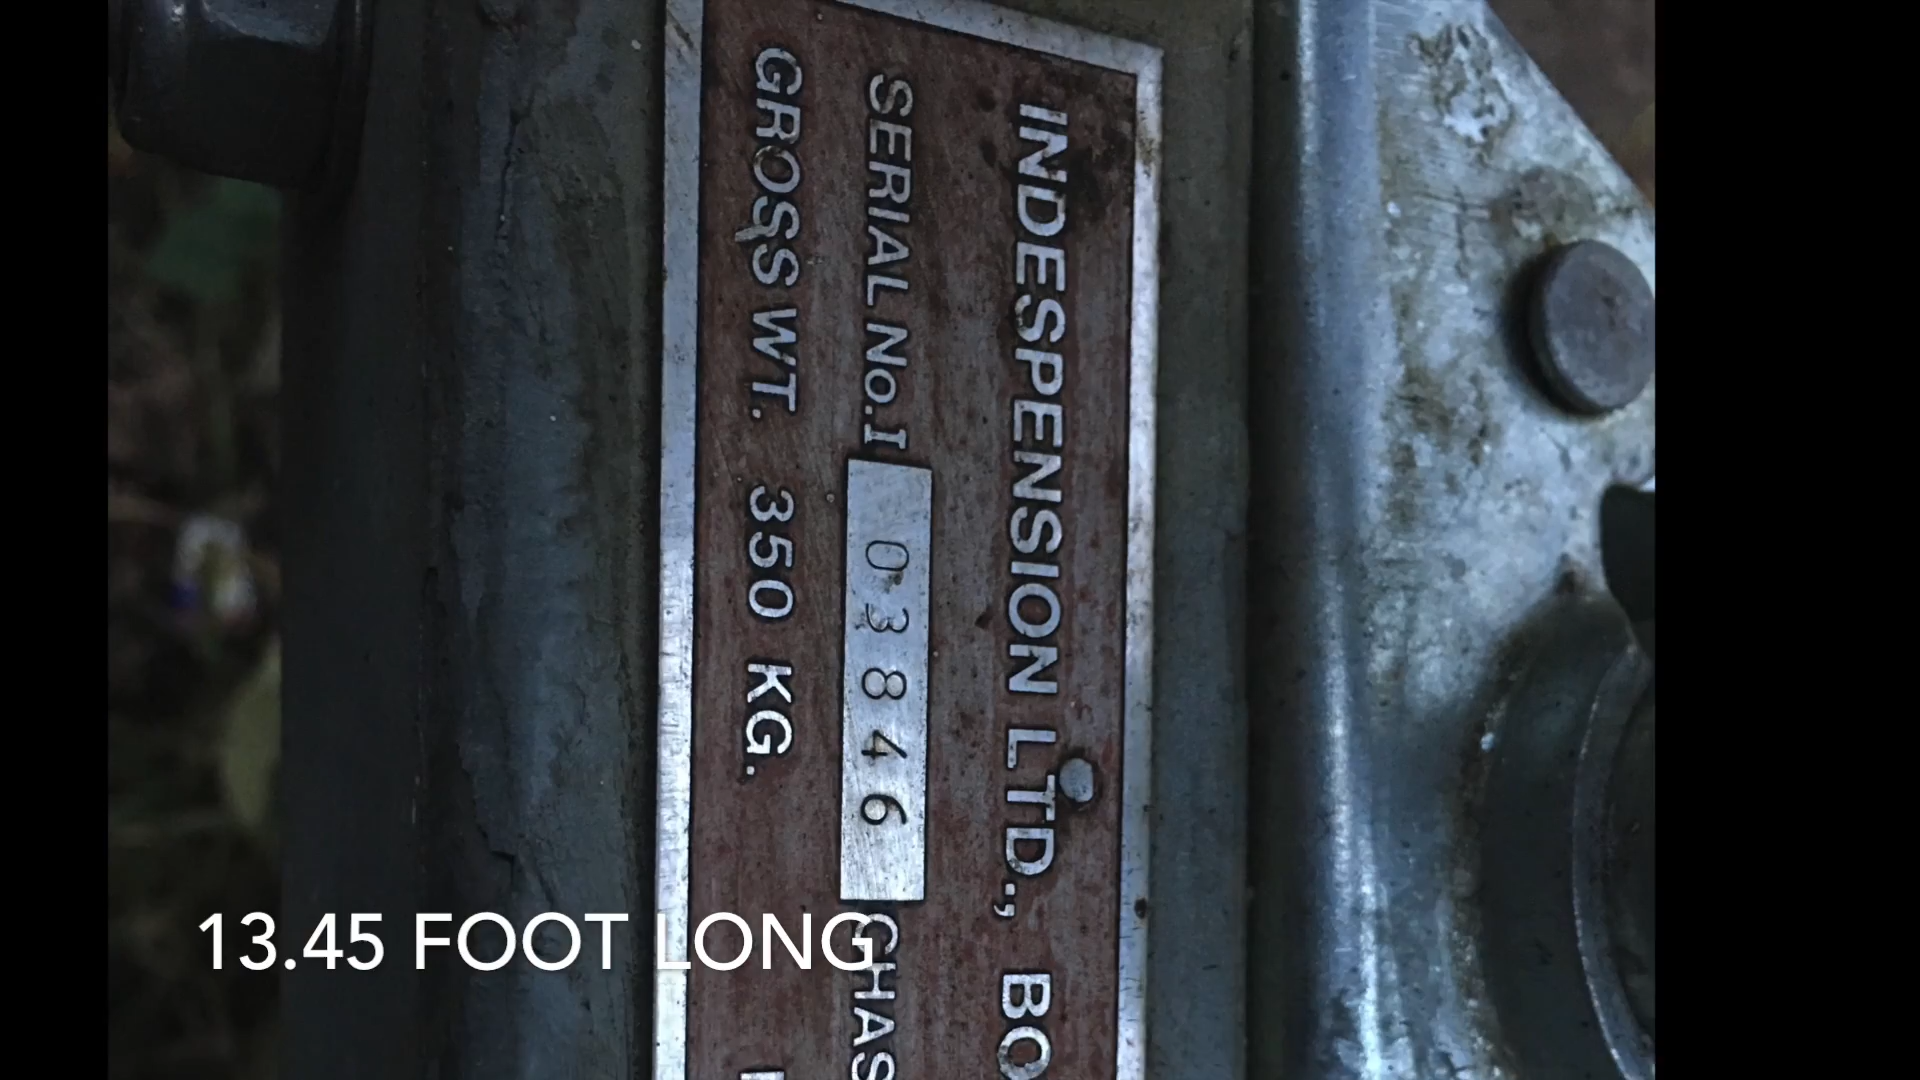 INDESPENSION LTD., BO
SERIAL No. I 03846 CHAS
GROSS WT. 350 KG.
13.45 FOOT LONG